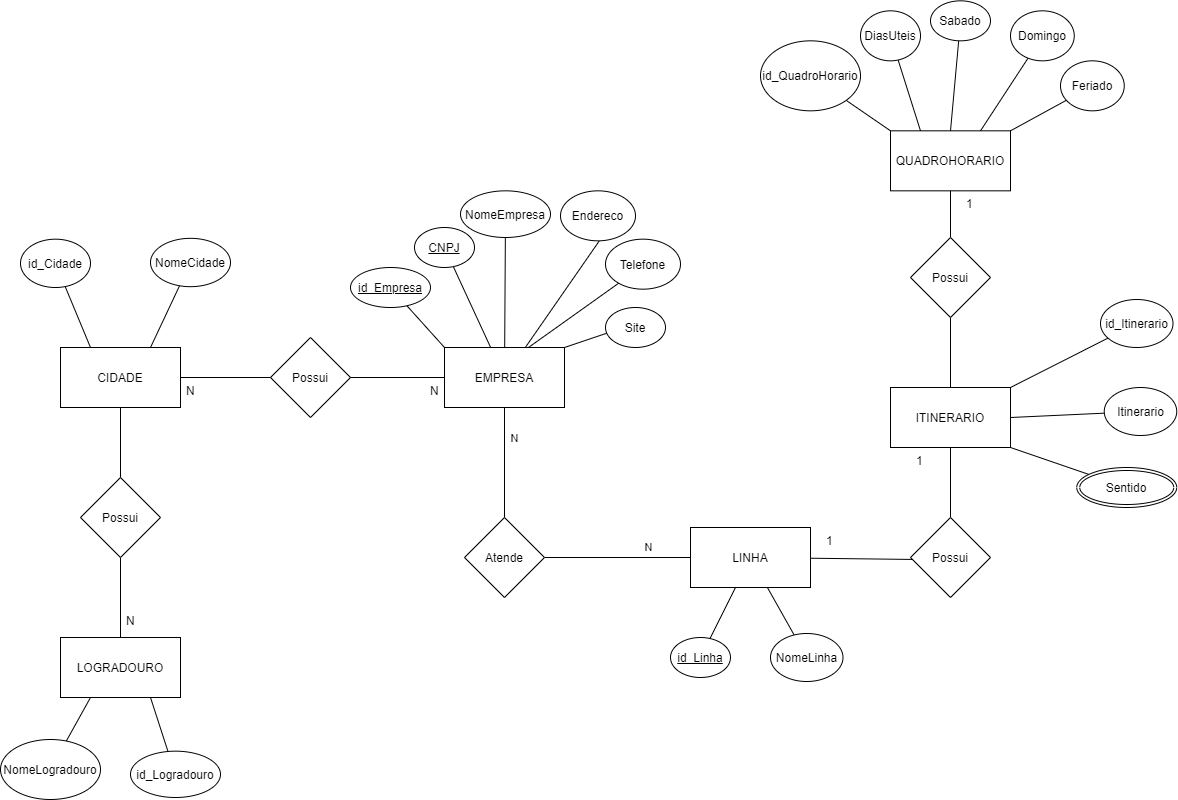 Sabado
DiasUteis
Domingo
id_QuadroHorario
Feriado
QUADROHORARIO
1
NomeEmpresa
Endereco
CNPJ
id_Cidade
NomeCidade
Telefone
Possui
id_Empresa
Site
id_Itinerario
CIDADE
Possui
EMPRESA
N
N
Itinerario
ITINERARIO
N
1
Sentido
Possui
1
N
Atende
LINHA
Possui
N
id_Linha
NomeLinha
LOGRADOURO
NomeLogradouro
id_Logradouro